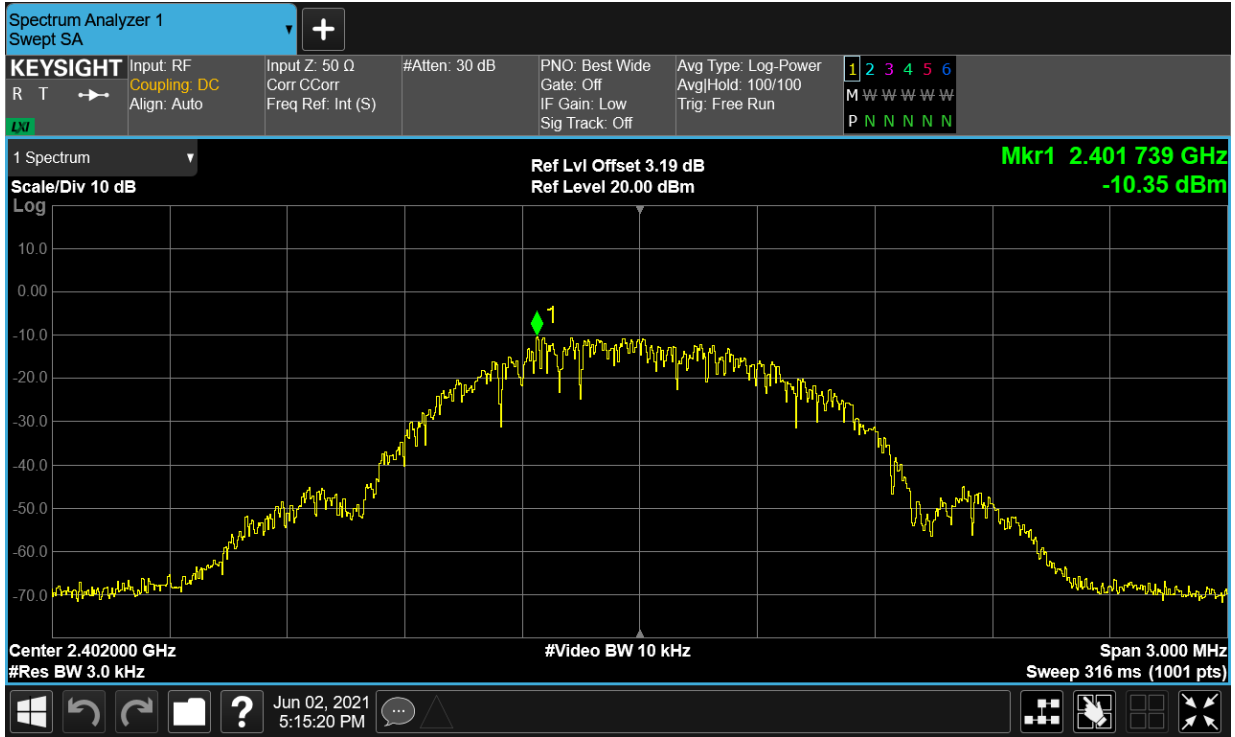 Spectrum Analyzer 1
Swept SA
KEYSIGHT Input: RF Input Z: 50 Ω #Atten: 30 dB PNO: Best Wide Avg Type: Log-Power 1 2 3 4 5 6
R T Coupling: DC Corr CCorr Gate: Off Avg|Hold: 100/100 M W W W W W W
Align: Auto Freq Ref: Int (S) IF Gain: Low Trig: Free Run
LXI Sig Track: Off P N N N N N N
1 Spectrum Ref Lvl Offset 3.19 dB Mkr1 2.401 739 GHz
Scale/Div 10 dB Ref Level 20.00 dBm -10.35 dBm
Log
10.0
0.00
1
-10.0
-20.0
-30.0
-40.0
-50.0
-60.0
-70.0
Center 2.402000 GHz #Video BW 10 kHz Span 3.000 MHz
#Res BW 3.0 kHz Sweep 316 ms (1001 pts)
? Jun 02, 2021
5:15:20 PM